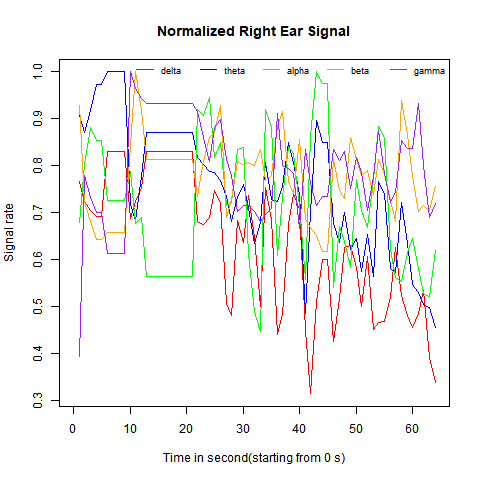 Normalized Right Ear Signal
delta theta alpha beta gamma
Signal rate
1.0
0.9
0.8
0.7
0.6
0.5
0.4
0.3
0 10 20 30 40 50 60
Time in second(starting from 0 s)